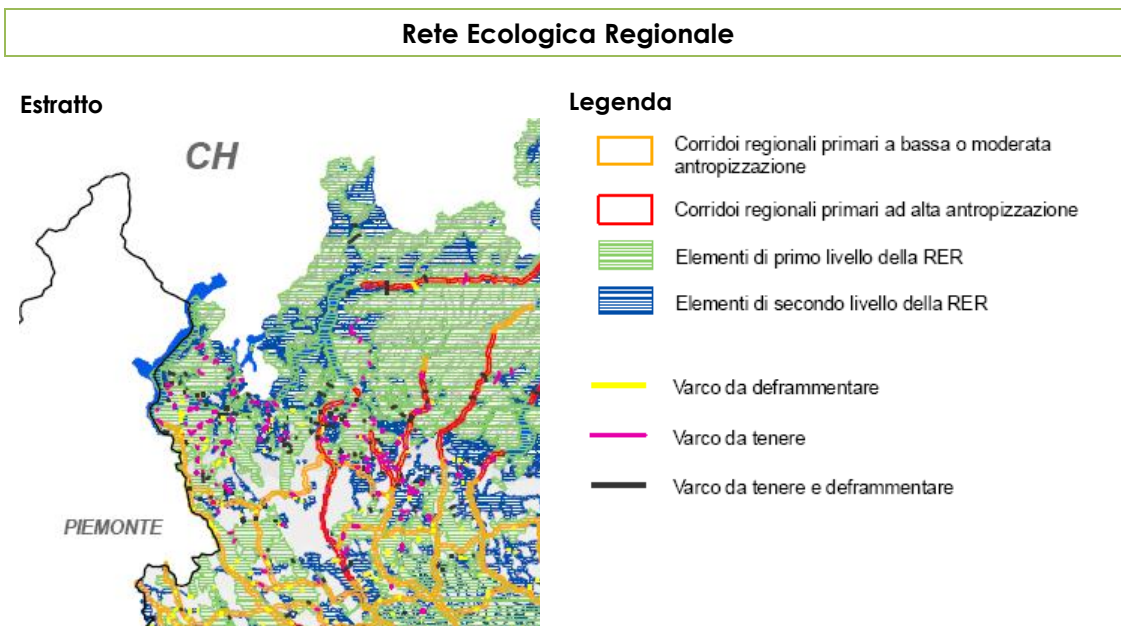 Rete Ecologica Regionale
Estratto
CH
PIEMONTE
Legenda
Corridoi regionali primari a bassa o moderata
antropizzazione
Corridoi regionali primari ad alta antropizzazione
Elementi di primo livello della RER
Elementi di secondo livello della RER
Varco da deframmentare
Varco da tenere
Varco da tenere e deframmentare